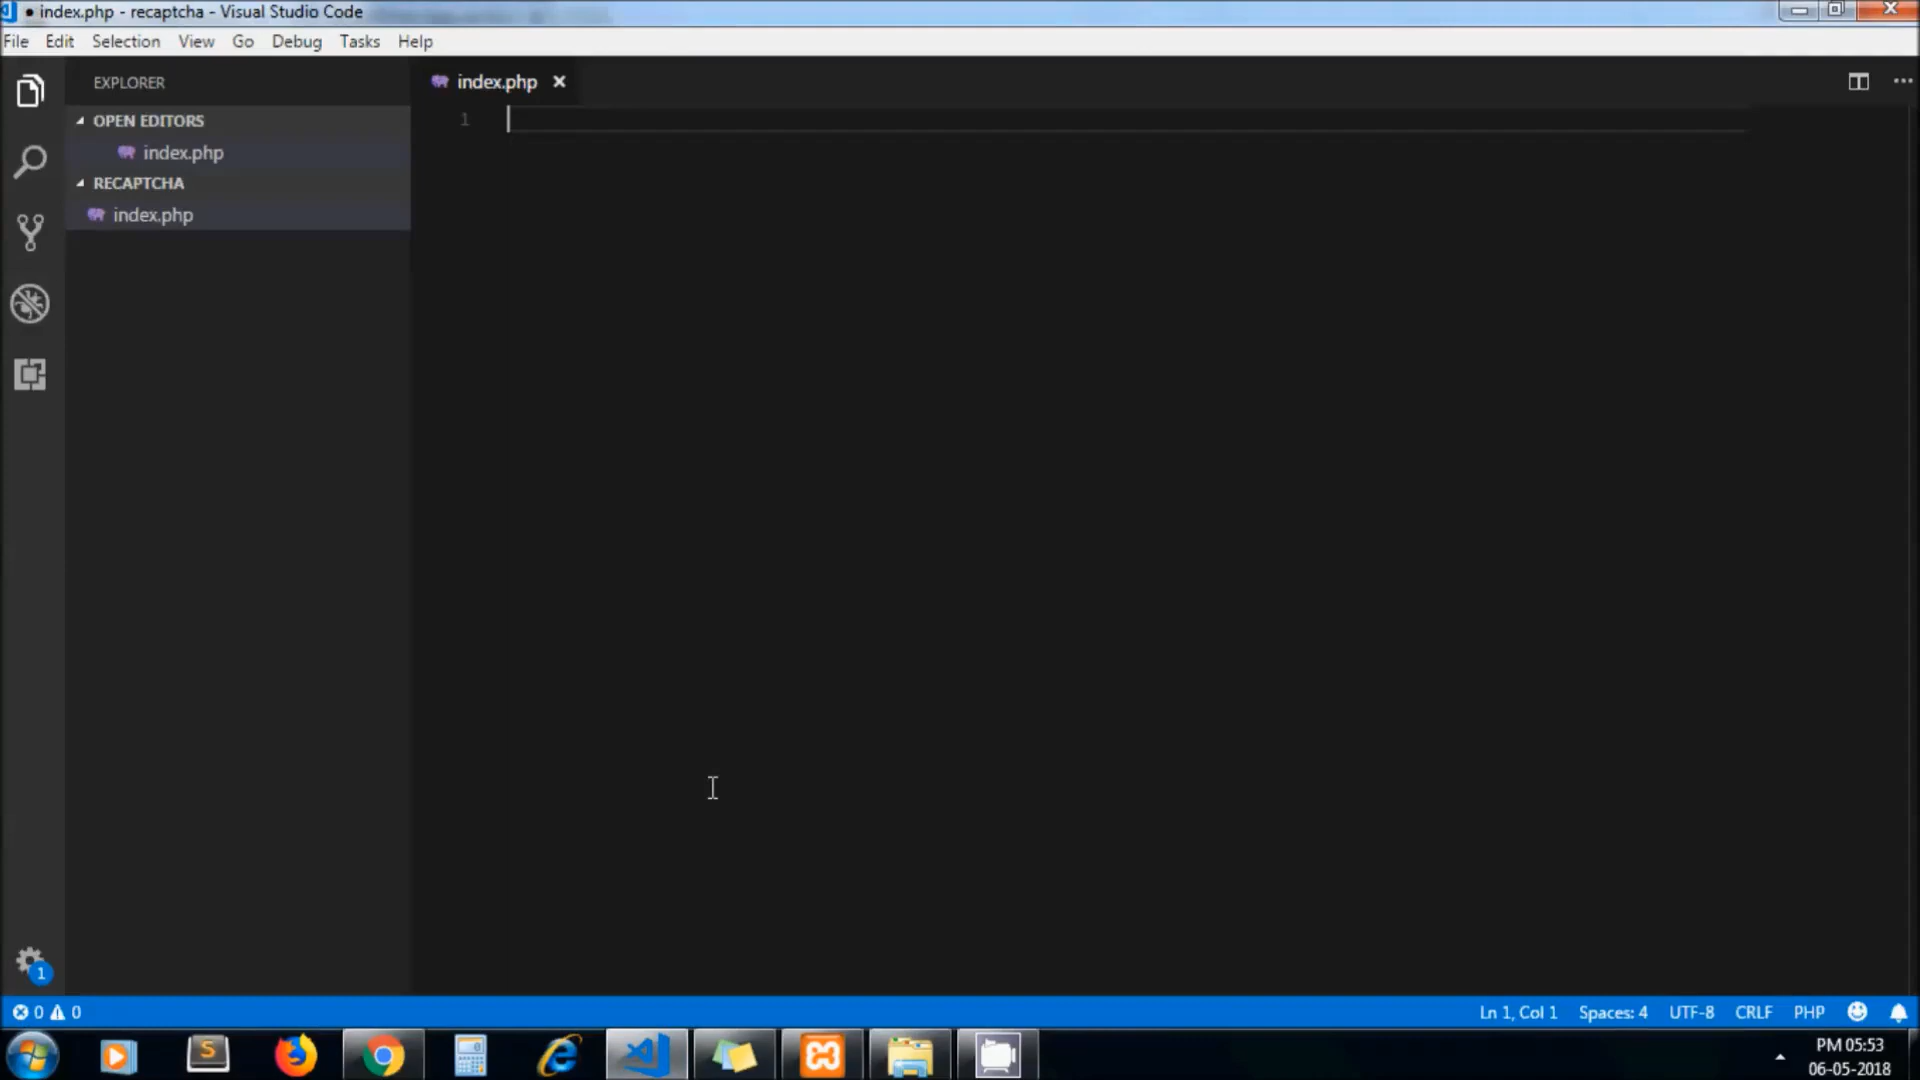 ● index.php - recaptcha - Visual Studio Code
File Edit Selection View Go Debug Tasks Help
EXPLORER
index.php
OPEN EDITORS
1
index.php
RECAPTCHA
index.php
1
0 0
Ln 1, Col 1 Spaces: 4 UTF-8 CRLF PHP
S
PM 05:53
06-05-2018